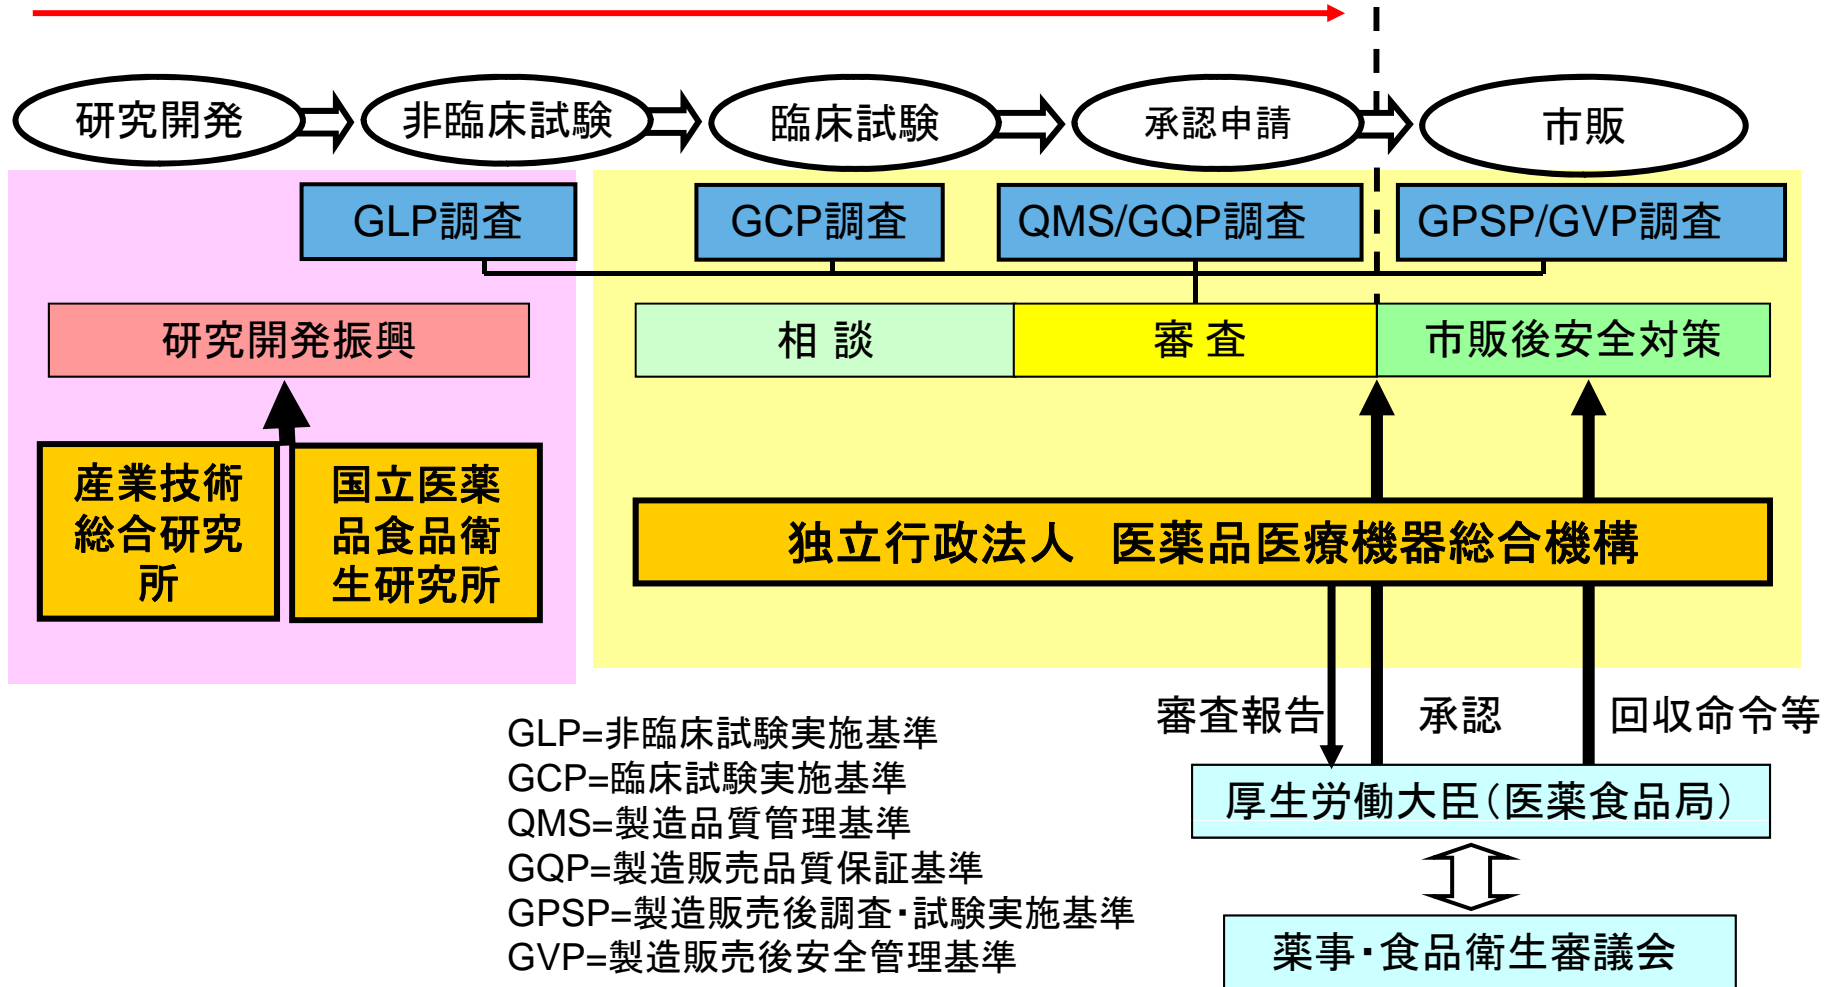 研究開発
非臨床試験
臨床試験
承認申請
市販
GLP調査
GCP調査
QMS/GQP調査
GPSP/GVP調査
研究開発振興
相 談
審 査
市販後安全対策
産業技術
総合研究
所
国立医薬
品食品衛
生研究所
独立行政法人 医薬品医療機器総合機構
審査報告
承認
回収命令等
GLP=非臨床試験実施基準
GCP=臨床試験実施基準
QMS=製造品質管理基準
GQP=製造販売品質保証基準
GPSP=製造販売後調査・試験実施基準
GVP=製造販売後安全管理基準
厚生労働大臣（医薬食品局）
薬事・食品衛生審議会